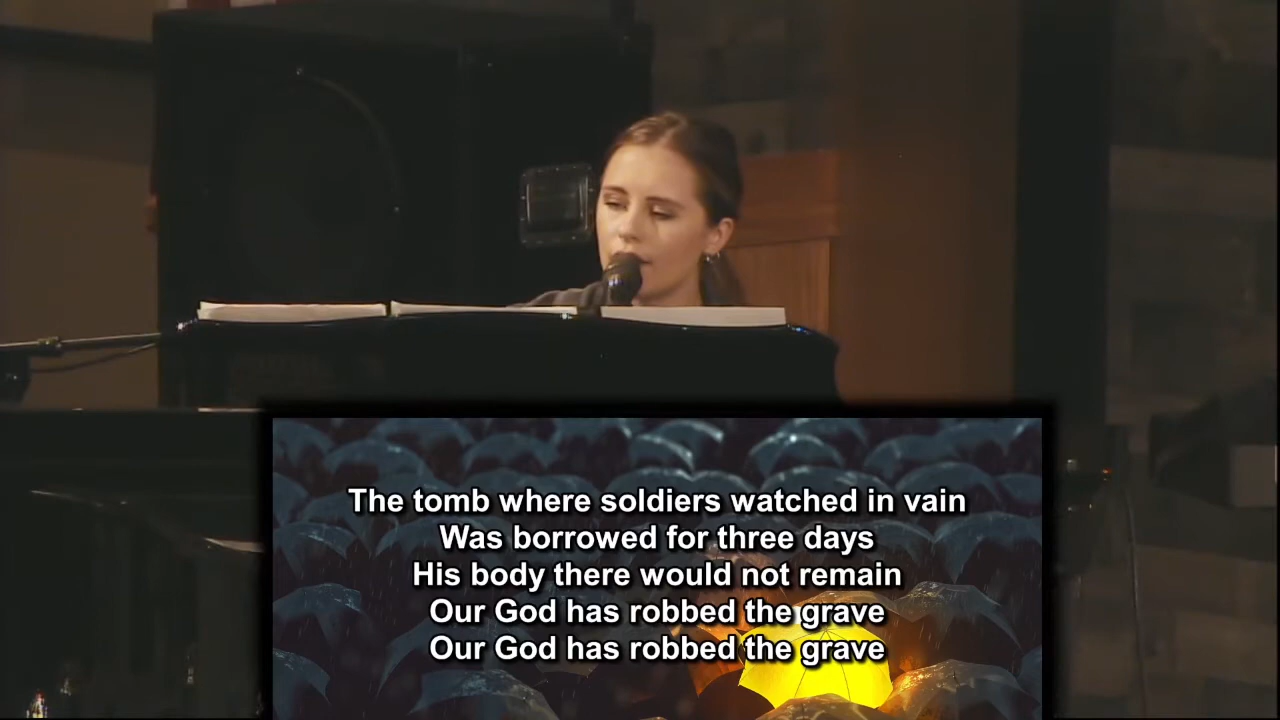 The tomb where soldiers watched in vain
Was borrowed for three days
His body there would not remain
Our God has robbed the grave
Our God has robbed the grave